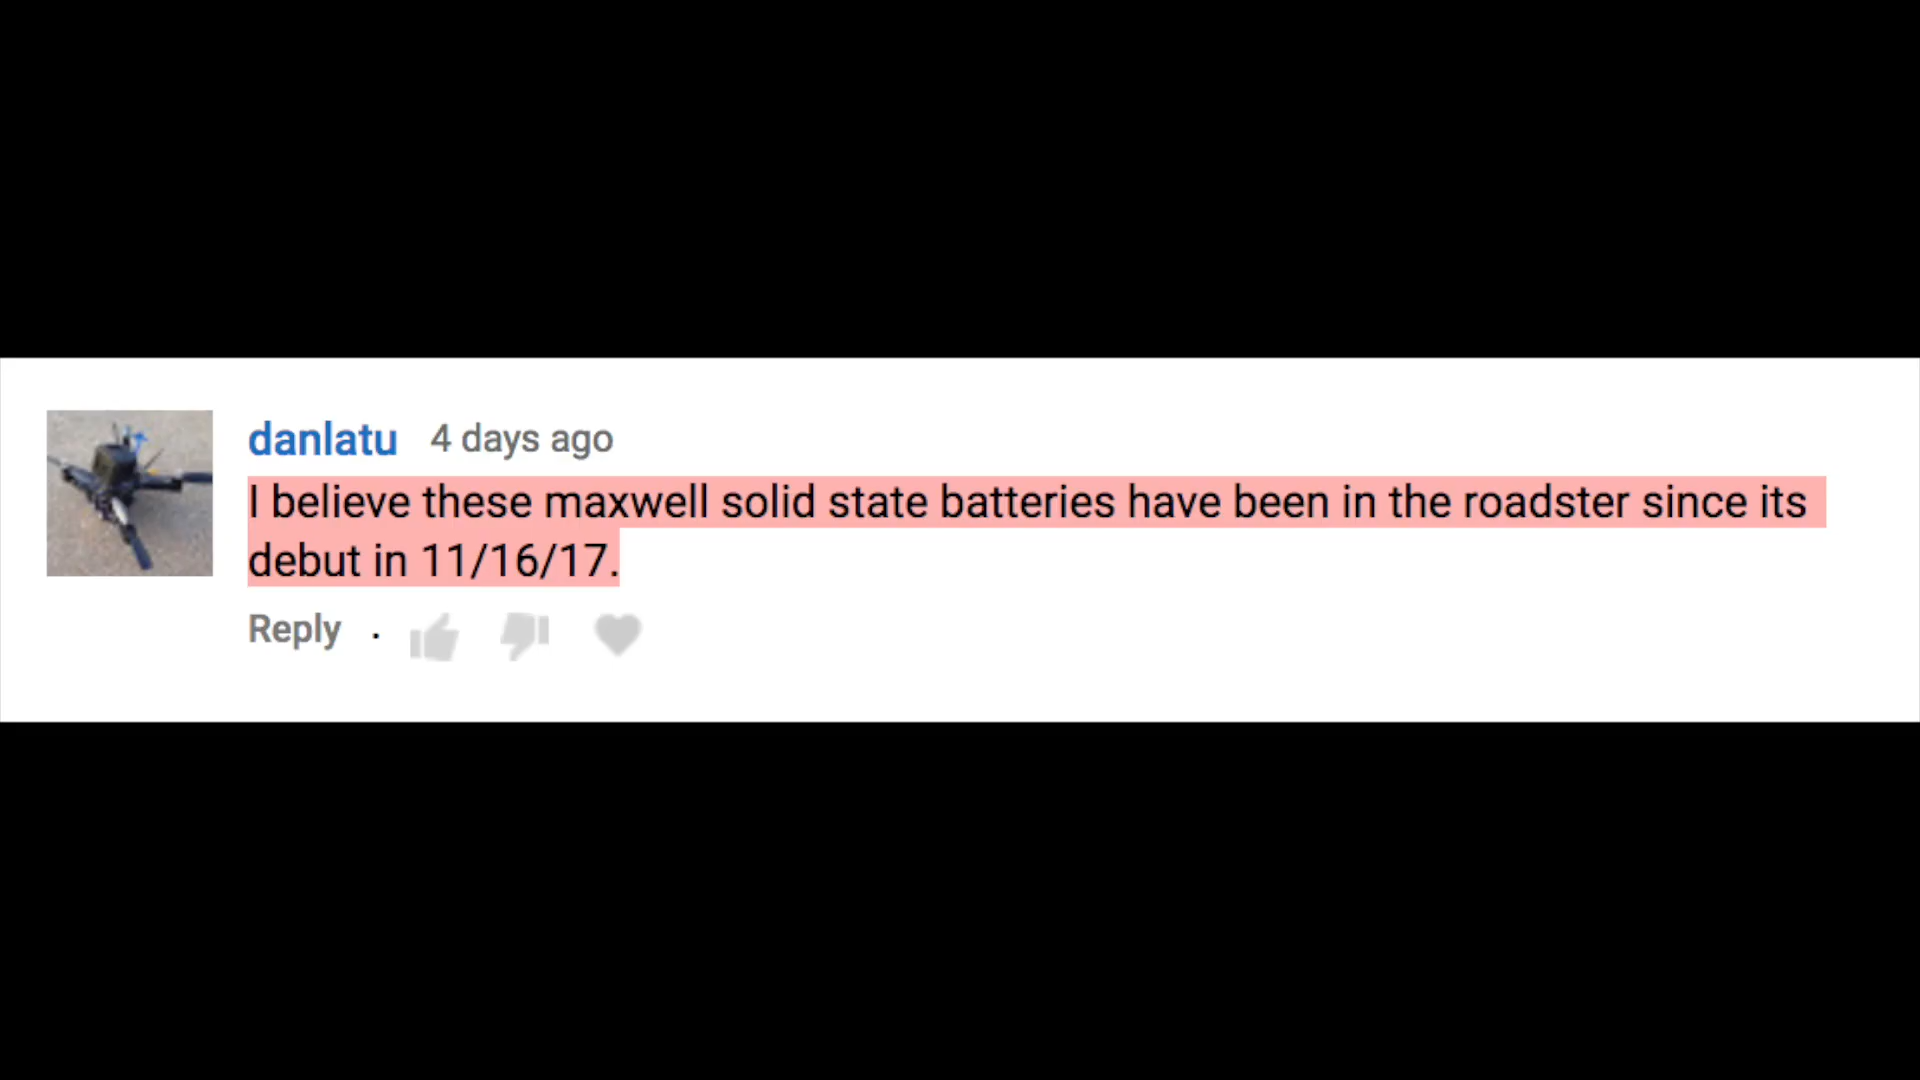 danlatu 4 days ago
I believe these maxwell solid state batteries have been in the roadster since its
debut in 11/16/17.
Reply .